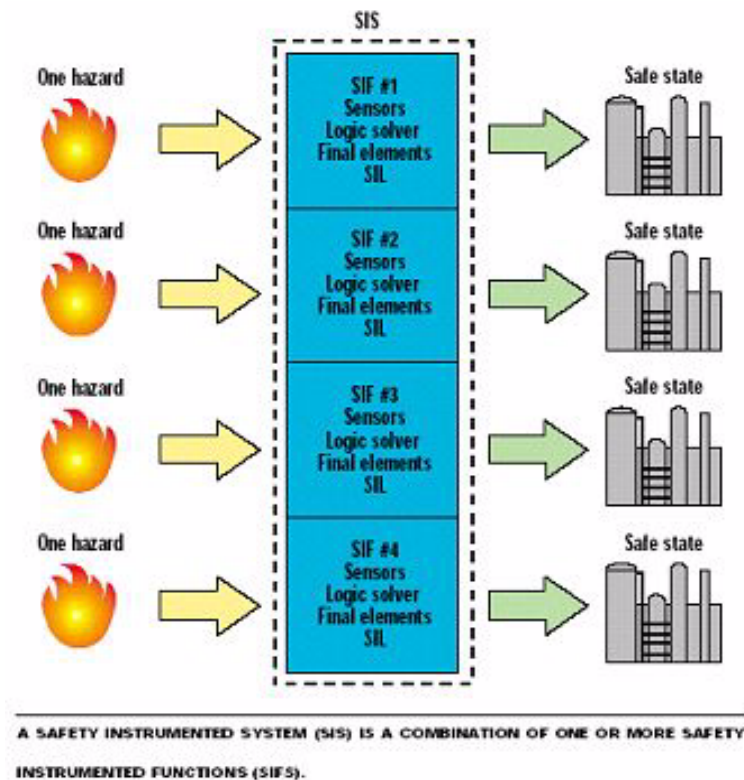 SIS
One hazard
SIF #1
Sensors
Logic solver
Final elements
SIL
Safe state
One hazard
SIF #2
Sensors
Logic solver
Final elements
SIL
Safe state
One hazard
SIF #3
Sensors
Logic solver
Final elements
SIL
Safe state
One hazard
SIF #4
Sensors
Logic solver
Final elements
SIL
Safe state
A SAFETY INSTRUMENTED SYSTEM (SIS) IS A COMBINATION OF ONE OR MORE SAFETY
INSTRUMENTED FUNCTIONS (SIFS).